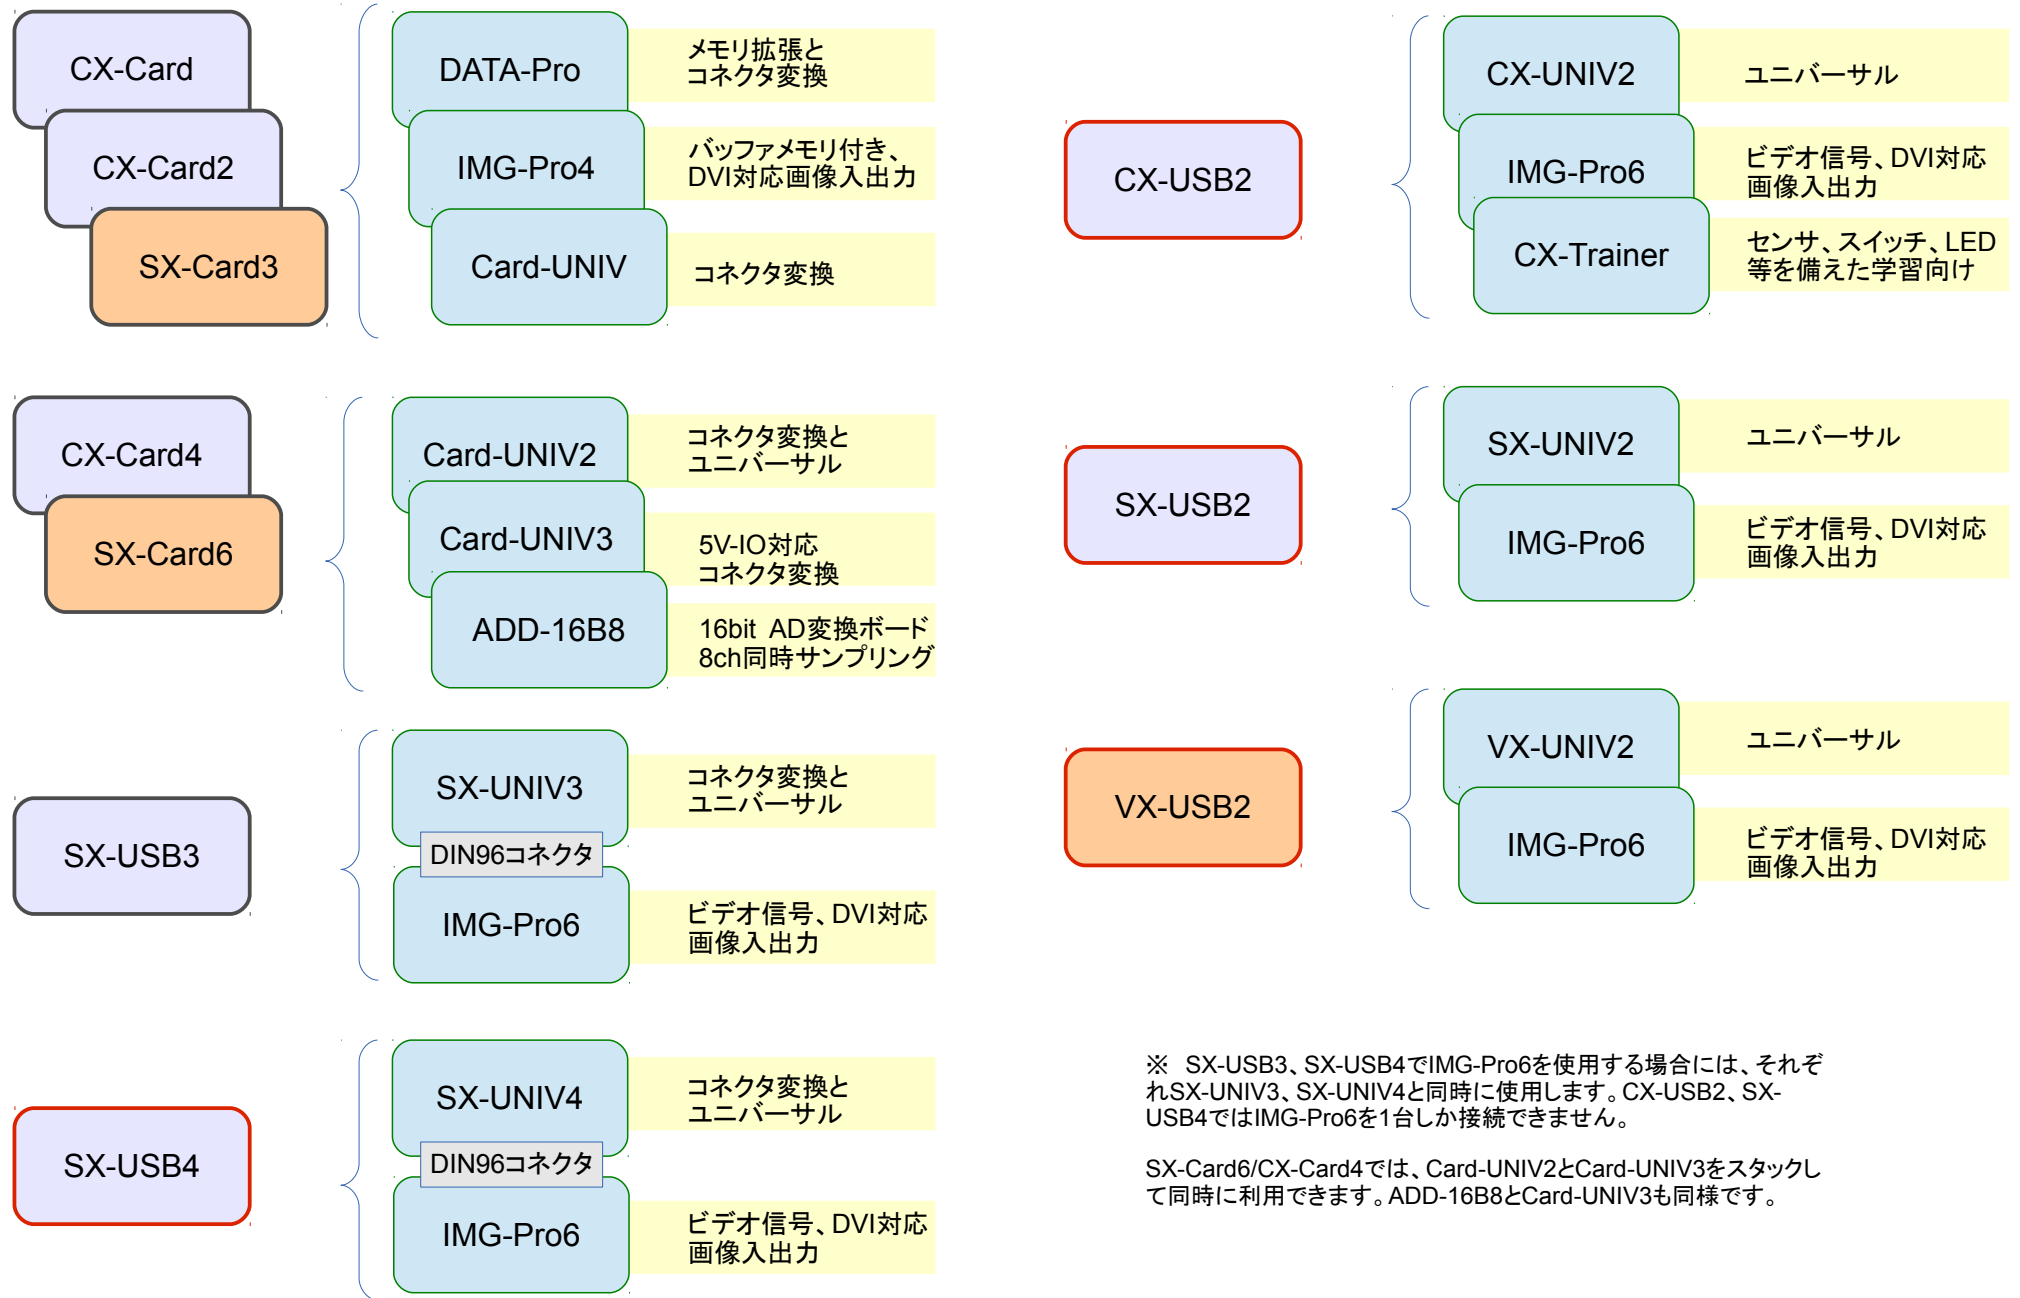 CX-Card
CX-Card2
SX-Card3
DATA-Pro
メモリ拡張と
コネクタ変換
IMG-Pro4
バッファメモリ付き、
DVI対応画像入出力
Card-UNIV
コネクタ変換
CX-Card4
SX-Card6
Card-UNIV2
コネクタ変換と
ユニバーサル
Card-UNIV3
5V-IO対応
コネクタ変換
ADD-16B8
16bit AD変換ボード
8ch同時サンプリング
SX-USB3
SX-UNIV3
コネクタ変換と
ユニバーサル
DIN96コネクタ
IMG-Pro6
ビデオ信号、DVI対応
画像入出力
SX-USB4
SX-UNIV4
コネクタ変換と
ユニバーサル
DIN96コネクタ
IMG-Pro6
ビデオ信号、DVI対応
画像入出力
CX-USB2
CX-UNIV2
ユニバーサル
IMG-Pro6
ビデオ信号、DVI対応
画像入出力
CX-Trainer
センサ、スイッチ、LED
等を備えた学習向け
SX-USB2
SX-UNIV2
ユニバーサル
IMG-Pro6
ビデオ信号、DVI対応
画像入出力
VX-USB2
VX-UNIV2
ユニバーサル
IMG-Pro6
ビデオ信号、DVI対応
画像入出力
※ SX-USB3、SX-USB4でIMG-Pro6を使用する場合には、それぞ
れSX-UNIV3、SX-UNIV4と同時に使用します。CX-USB2、SX-
USB4ではIMG-Pro6を1台しか接続できません。
SX-Card6/CX-Card4では、Card-UNIV2とCard-UNIV3をスタックし
て同時に利用できます。ADD-16B8とCard-UNIV3も同様です。